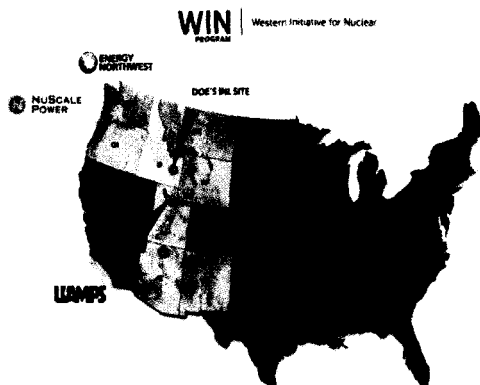 WIN
PROGRAM
Western Initiative for Nuclear
ENERGY
NORTHWEST
DOE'S INL SITE
NUSCALE
POWER
UAMPS